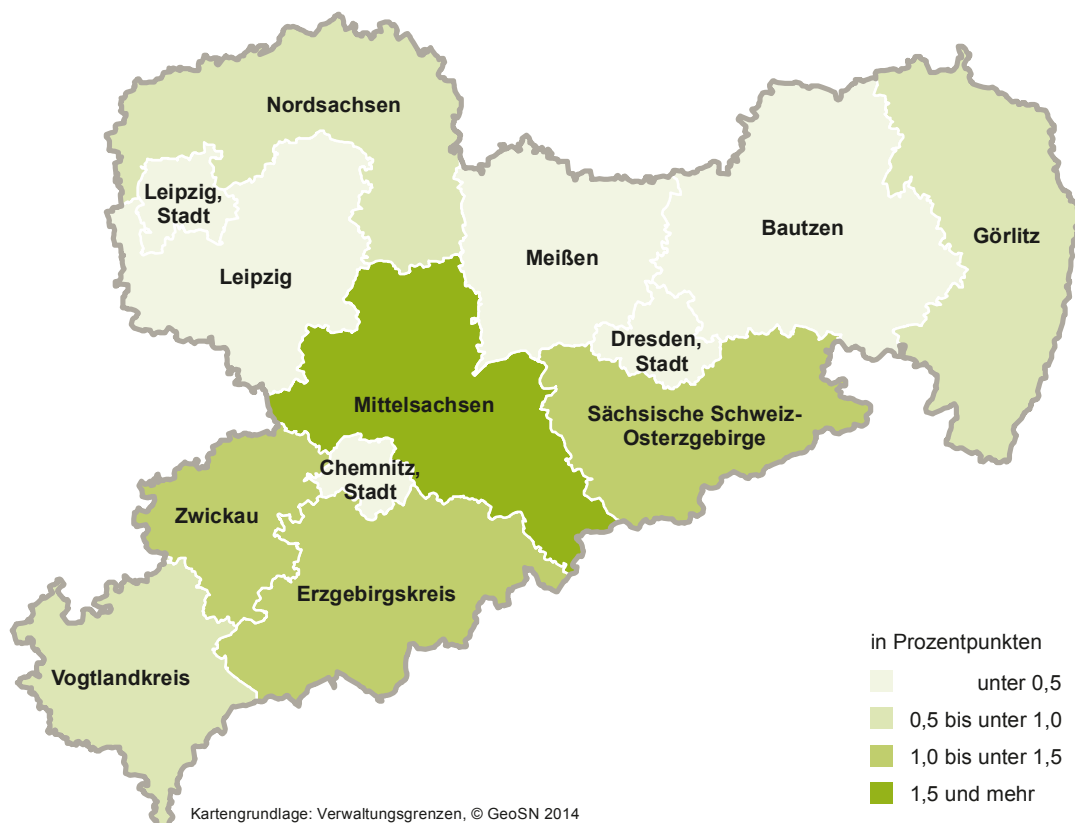 Nordsachsen
Leipzig,
Stadt
Leipzig
Meißen
Bautzen
Görlitz
Dresden,
Stadt
Mittelsachsen
Sächsische Schweiz-
Osterzgebirge
Chemnitz,
Stadt
Zwickau
Erzgebirgskreis
Vogtlandkreis
in Prozentpunkten
unter 0,5
0,5 bis unter 1,0
1,0 bis unter 1,5
1,5 und mehr
Kartengrundlage: Verwaltungsgrenzen, © GeoSN 2014